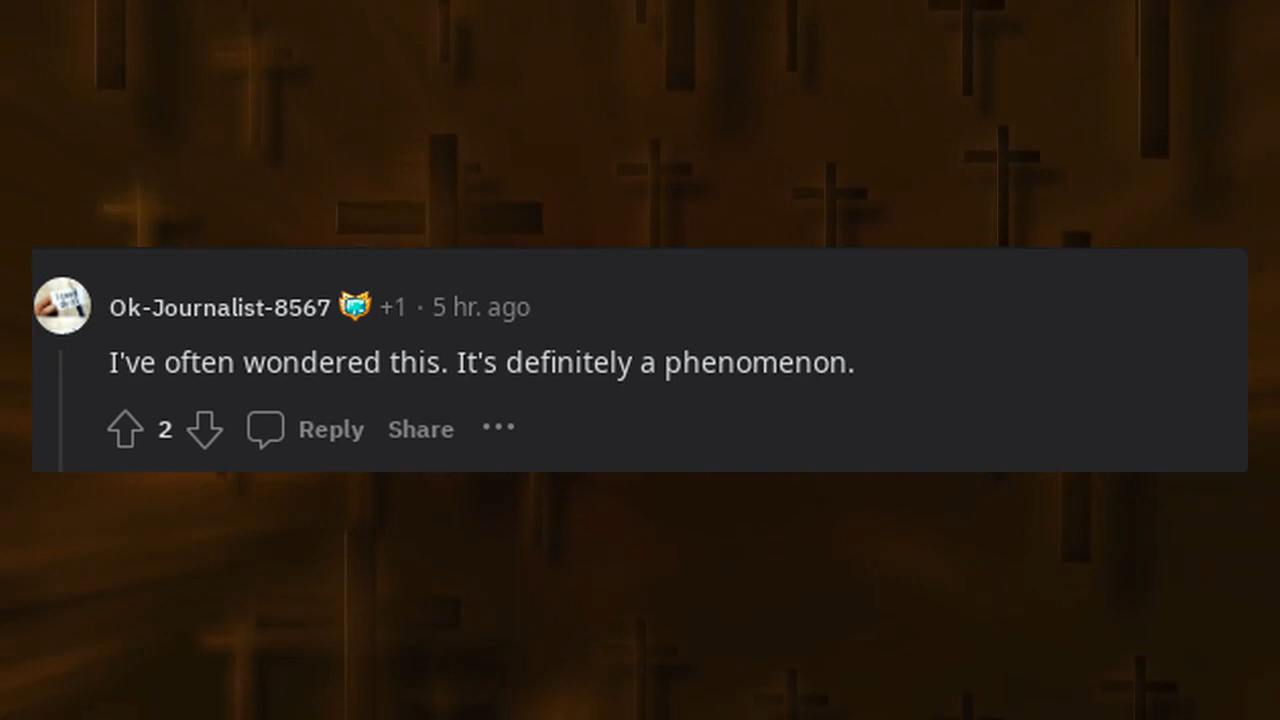 Ok-Journalist-8567 +1 · 5 hr. ago
I've often wondered this. It's definitely a phenomenon.
2 Reply Share